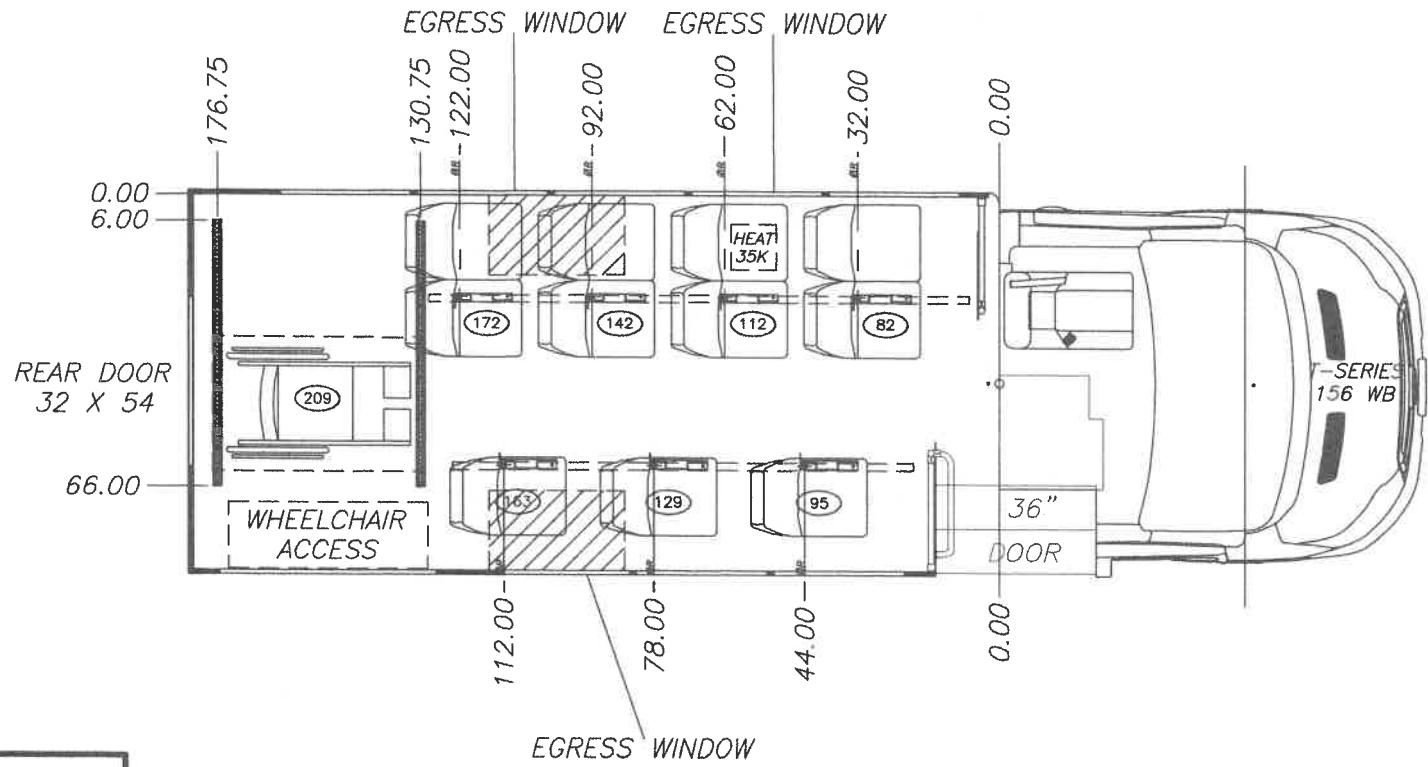 EGRESS WINDOW
EGRESS WINDOW
176.75
130.75
122.00
92.00
62.00
32.00
0.00
0.00
6.00
HEAT
35K
172
142
112
82
REAR DOOR
32 X 54
209
T-SERIES
156 WB
66.00
163
129
95
WHEELCHAIR
ACCESS
36"
DOOR
112.00
78.00
44.00
0.00
EGRESS WINDOW